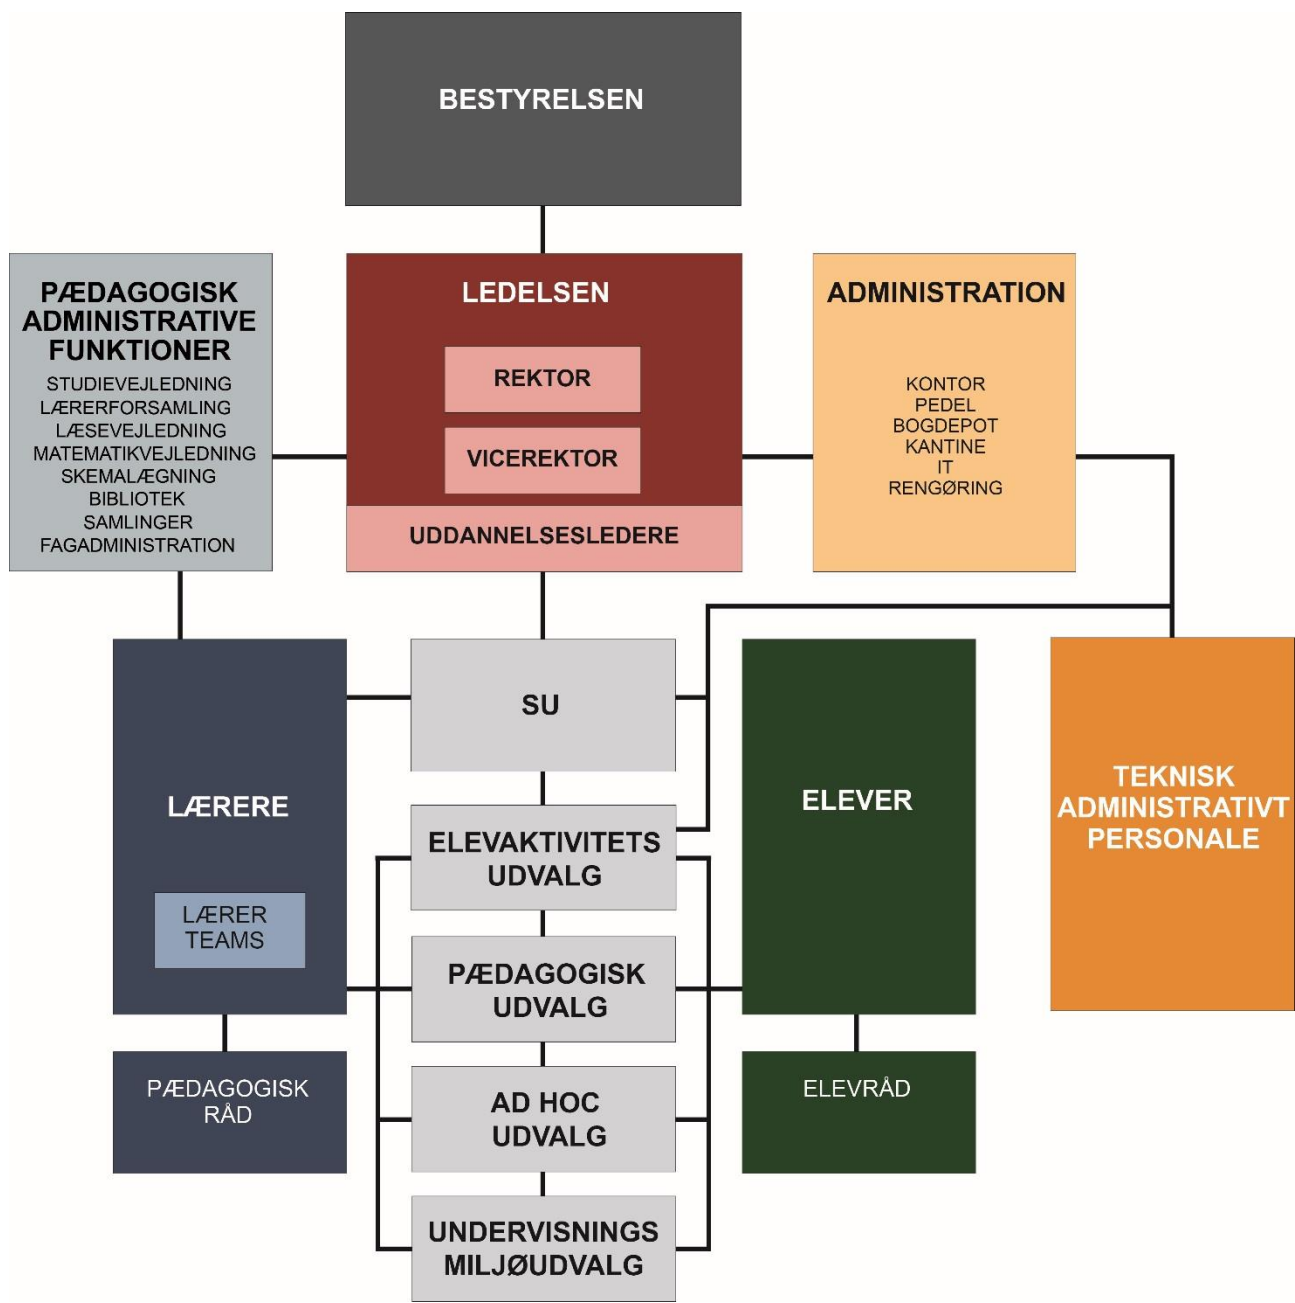 BESTYRELSEN
PÆDAGOGISK
ADMINISTRATIVE
FUNKTIONER
STUDIEVEJLEDNING
LÆRERFORSAMLING
LÆSEVEJLEDNING
MATEMATIKVEJLEDNING
SKEMALÆGNING
BIBLIOTEK
SAMLINGER
FAGADMINISTRATION
LEDELSEN
REKTOR
VICEREKTOR
UDDANNELSESLEDERE
ADMINISTRATION
KONTOR
PEDEL
BOGDEPOT
KANTINE
IT
RENGØRING
LÆRERE
LÆRER
TEAMS
PÆDAGOGISK
RÅD
SU
ELEVAKTIVITETS
UDVALG
PÆDAGOGISK
UDVALG
AD HOC
UDVALG
UNDERVISNINGS
MILJØUDVALG
ELEVER
ELEVRÅD
TEKNISK
ADMINISTRATIVT
PERSONALE